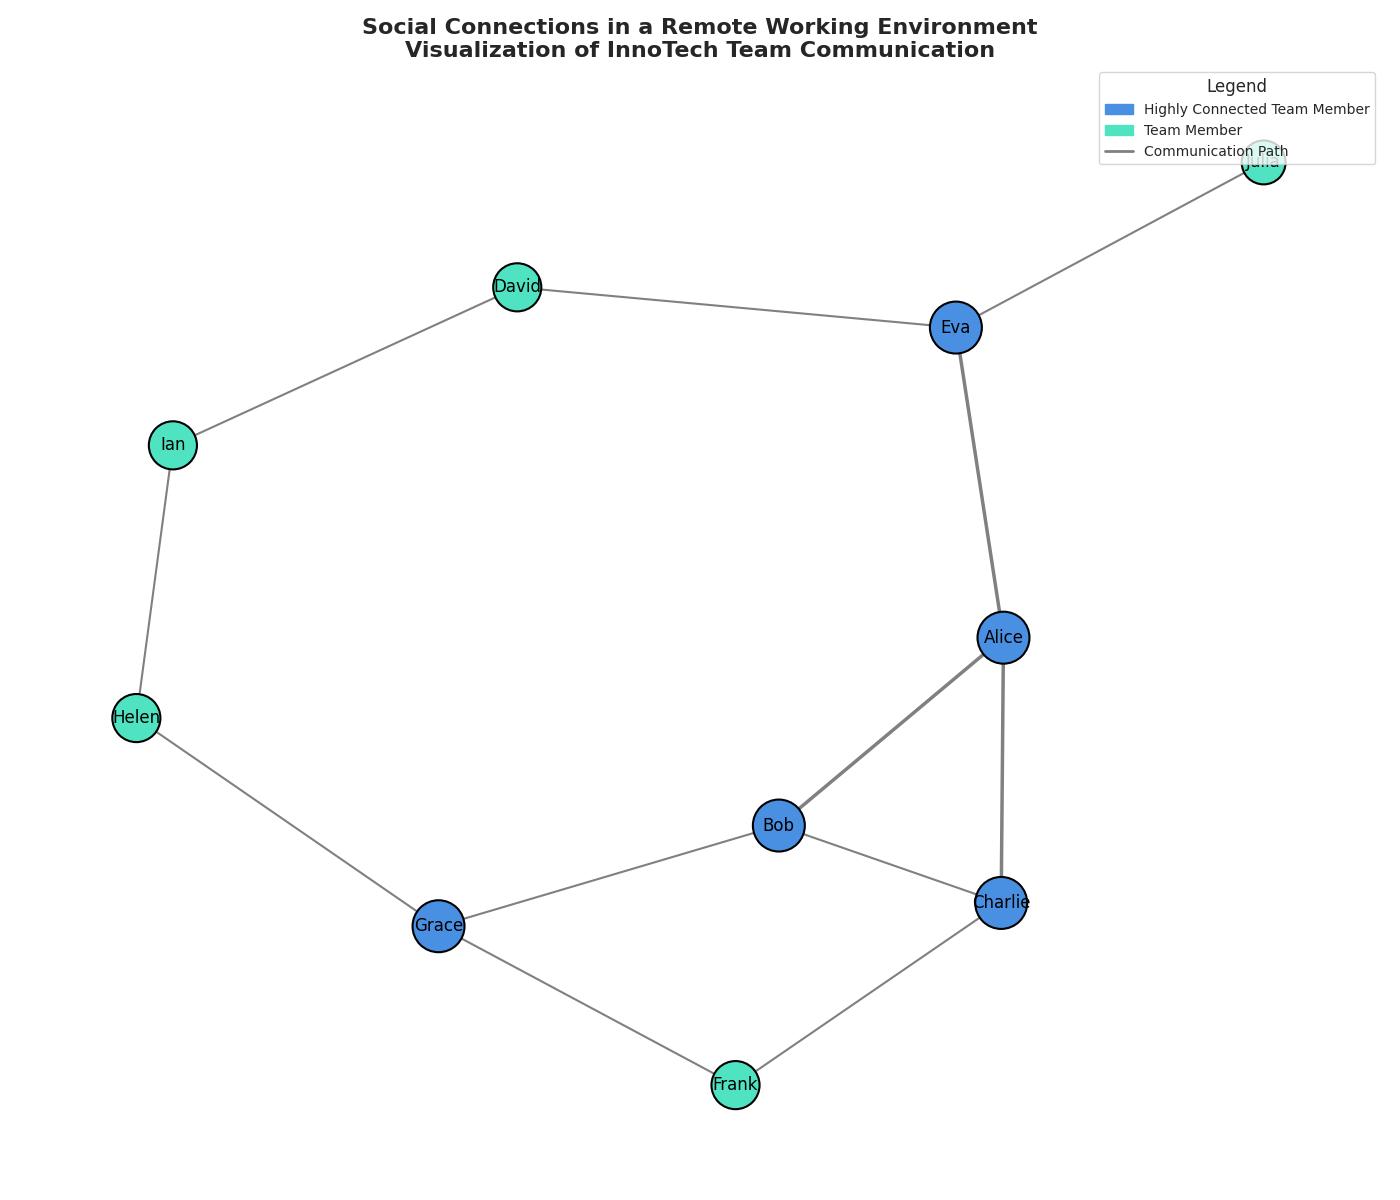 Social Connections in a Remote Working Environment
Visualization of InnoTech Team Communication
Legend
Highly Connected Team Member
Team Member
Communication Path
Julia
David
Eva
Ian
Alice
Helen
Bob
Charlie
Grace
Frank